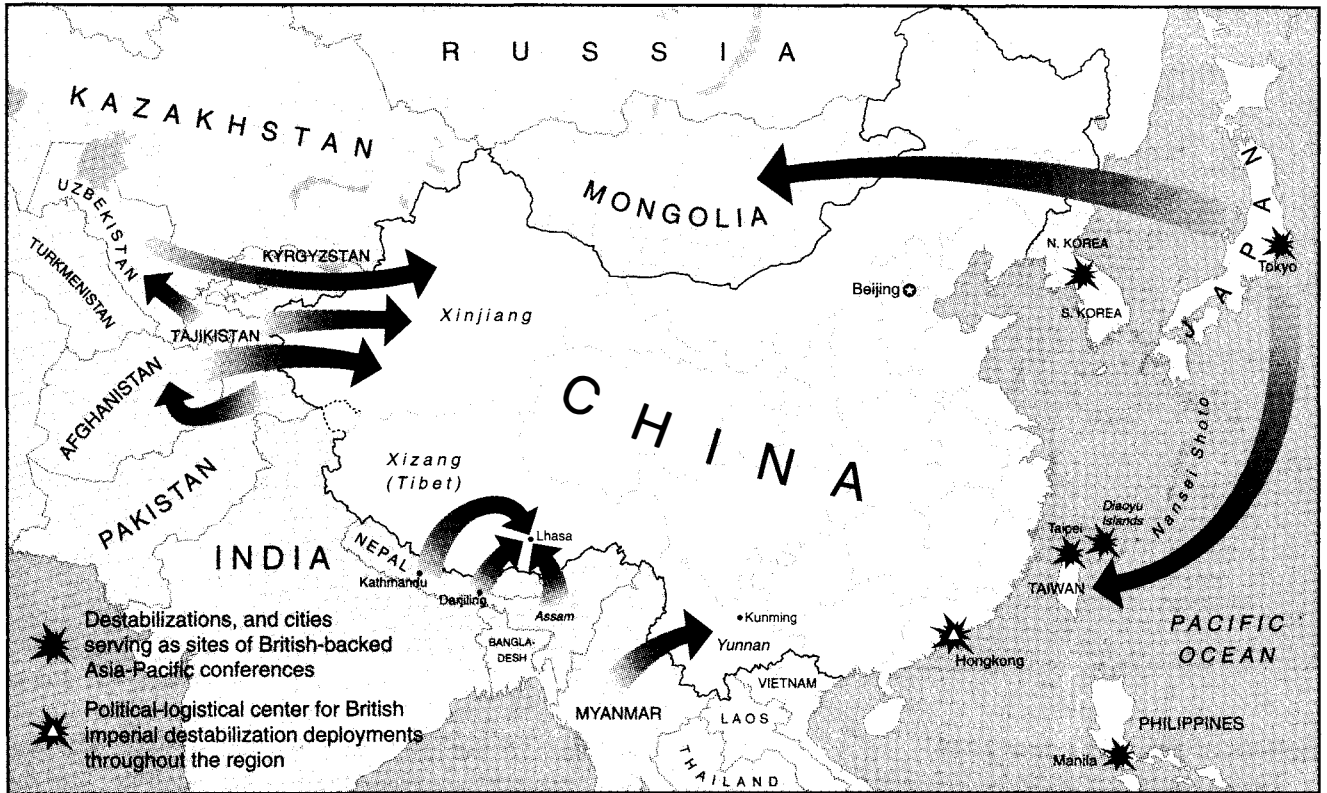 RUSSIA
KAZAKHSTAN
UZBEKISTAN
MONGOLIA
JAPAN
TURKMENISTAN
KYRGYZSTAN
N. KOREA
Tokyo
Beijing
Xinjiang
S. KOREA
TAJIKISTAN
AFGHANISTAN
CHINA
Xizang
(Tibet)
Nansei Shoto
PAKISTAN
Diaoyu
Islands
Taipei
Lhasa
INDIA
NEPAL
Kathmandu
TAIWAN
Darjiling
Assam
Kunming
Yunnan
Hongkong
PACIFIC
OCEAN
BANGLA-
DESH
VIETNAM
MYANMAR
LAOS
PHILIPPINES
THAILAND
Manila
Destabilizations, and cities
serving as sites of British-backed
Asia-Pacific conferences
Political-logistical center for British
imperial destabilization deployments
throughout the region